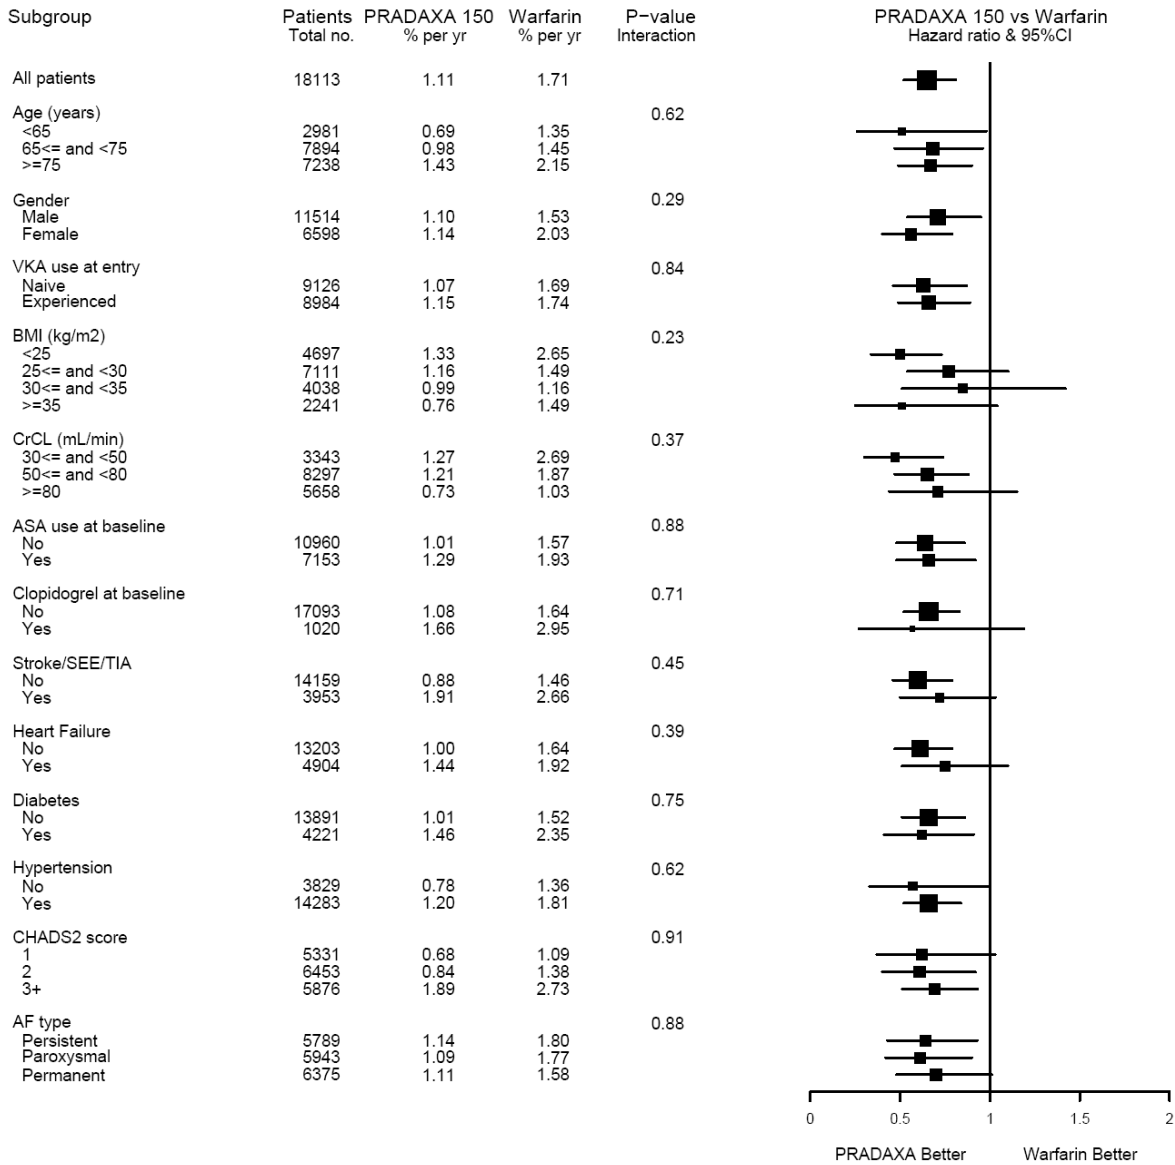 Subgroup Patients PRADAXA 150 Warfarin P−value PRADAXA 150 vs Warfarin
Total no. % per yr % per yr Interaction Hazard ratio & 95%CI
All patients 18113 1.11 1.71
Age (years) 0.62
<65 2981 0.69 1.35
65<= and <75 7894 0.98 1.45
>=75 7238 1.43 2.15
Gender 0.29
Male 11514 1.10 1.53
Female 6598 1.14 2.03
VKA use at entry 0.84
Naive 9126 1.07 1.69
Experienced 8984 1.15 1.74
BMI (kg/m2) 0.23
<25 4697 1.33 2.65
25<= and <30 7111 1.16 1.49
30<= and <35 4038 0.99 1.16
>=35 2241 0.76 1.49
CrCL (mL/min) 0.37
30<= and <50 3343 1.27 2.69
50<= and <80 8297 1.21 1.87
>=80 5658 0.73 1.03
ASA use at baseline 0.88
No 10960 1.01 1.57
Yes 7153 1.29 1.93
Clopidogrel at baseline 0.71
No 17093 1.08 1.64
Yes 1020 1.66 2.95
Stroke/SEE/TIA 0.45
No 14159 0.88 1.46
Yes 3953 1.91 2.66
Heart Failure 0.39
No 13203 1.00 1.64
Yes 4904 1.44 1.92
Diabetes 0.75
No 13891 1.01 1.52
Yes 4221 1.46 2.35
Hypertension 0.62
No 3829 0.78 1.36
Yes 14283 1.20 1.81
CHADS2 score 0.91
1 5331 0.68 1.09
2 6453 0.84 1.38
3+ 5876 1.89 2.73
AF type 0.88
Persistent 5789 1.14 1.80
Paroxysmal 5943 1.09 1.77
Permanent 6375 1.11 1.58
0 0.5 1 1.5 2
PRADAXA Better Warfarin Better